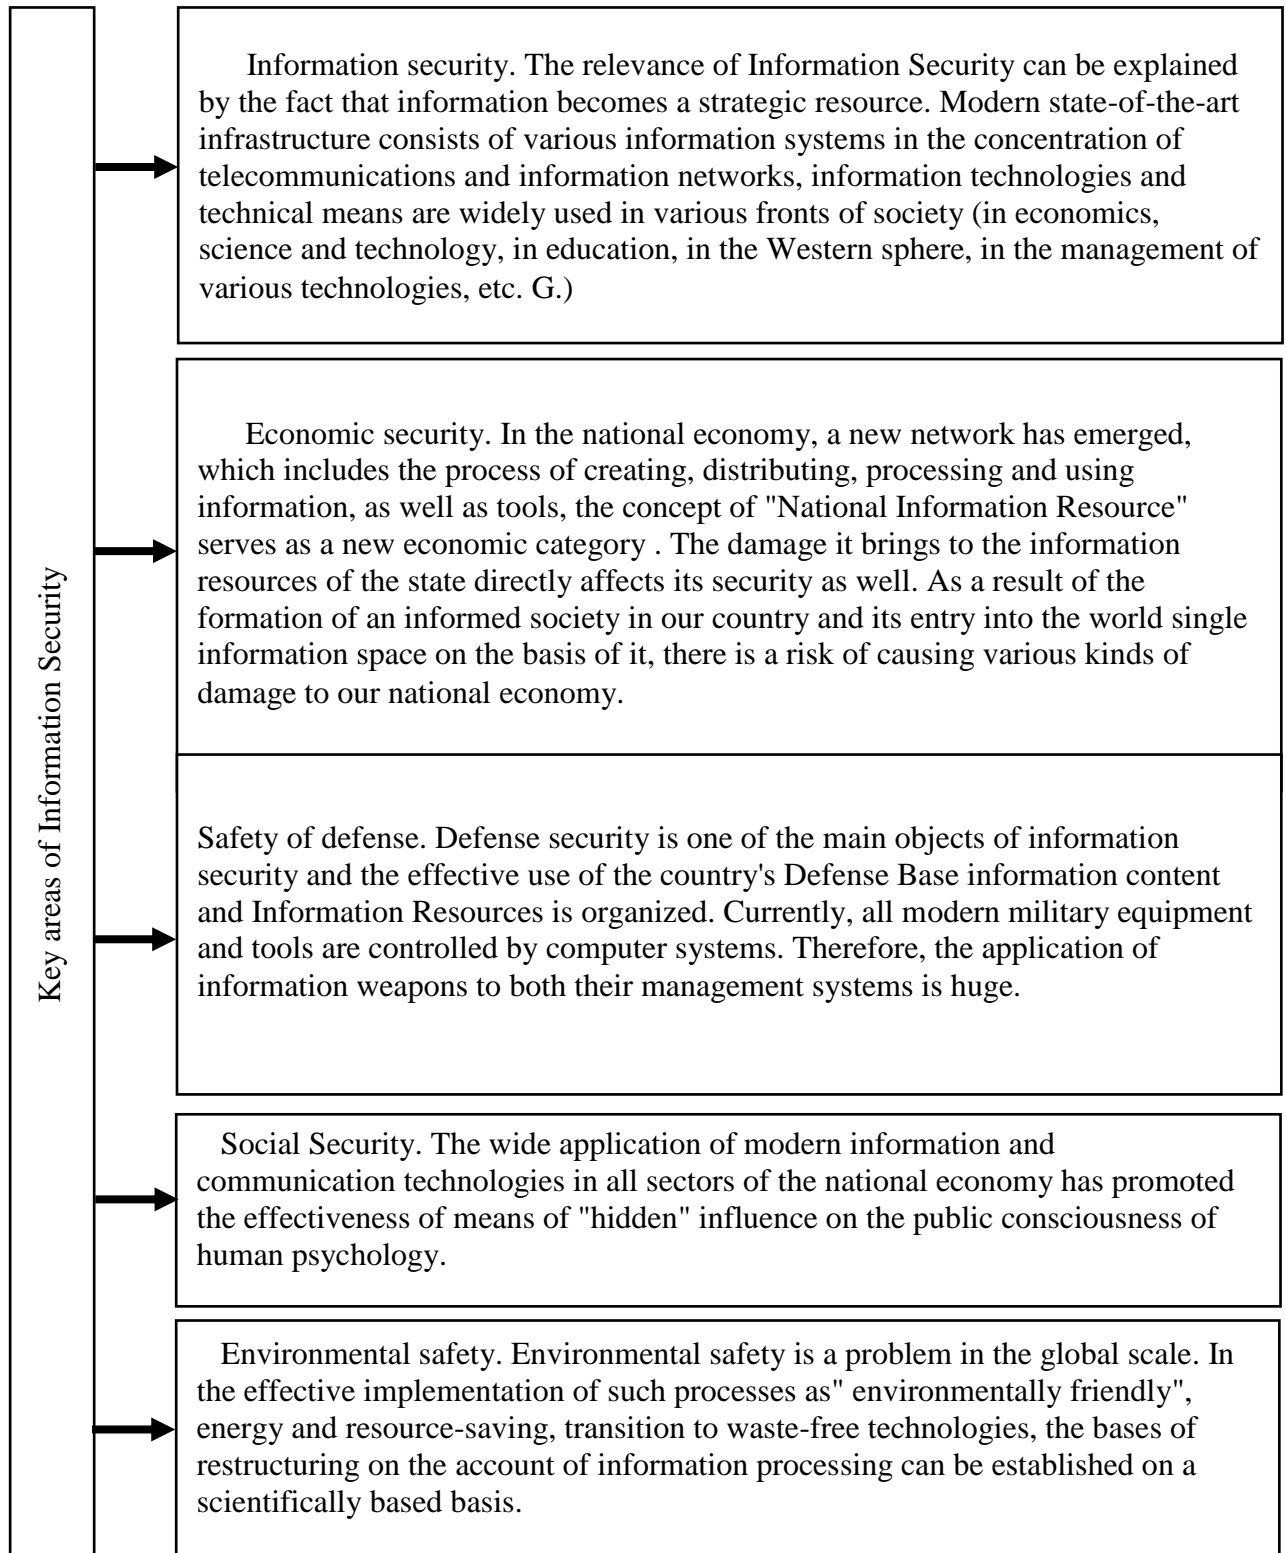 Key areas of Information Security
Information security. The relevance of Information Security can be explained
by the fact that information becomes a strategic resource. Modern state-of-the-art
infrastructure consists of various information systems in the concentration of
telecommunications and information networks, information technologies and
technical means are widely used in various fronts of society (in economics,
science and technology, in education, in the Western sphere, in the management of
various technologies, etc. G.)
Economic security. In the national economy, a new network has emerged,
which includes the process of creating, distributing, processing and using
information, as well as tools, the concept of "National Information Resource"
serves as a new economic category . The damage it brings to the information
resources of the state directly affects its security as well. As a result of the
formation of an informed society in our country and its entry into the world single
information space on the basis of it, there is a risk of causing various kinds of
damage to our national economy.
Safety of defense. Defense security is one of the main objects of information
security and the effective use of the country's Defense Base information content
and Information Resources is organized. Currently, all modern military equipment
and tools are controlled by computer systems. Therefore, the application of
information weapons to both their management systems is huge.
Social Security. The wide application of modern information and
communication technologies in all sectors of the national economy has promoted
the effectiveness of means of "hidden" influence on the public consciousness of
human psychology.
Environmental safety. Environmental safety is a problem in the global scale. In
the effective implementation of such processes as" environmentally friendly",
energy and resource-saving, transition to waste-free technologies, the bases of
restructuring on the account of information processing can be established on a
scientifically based basis.